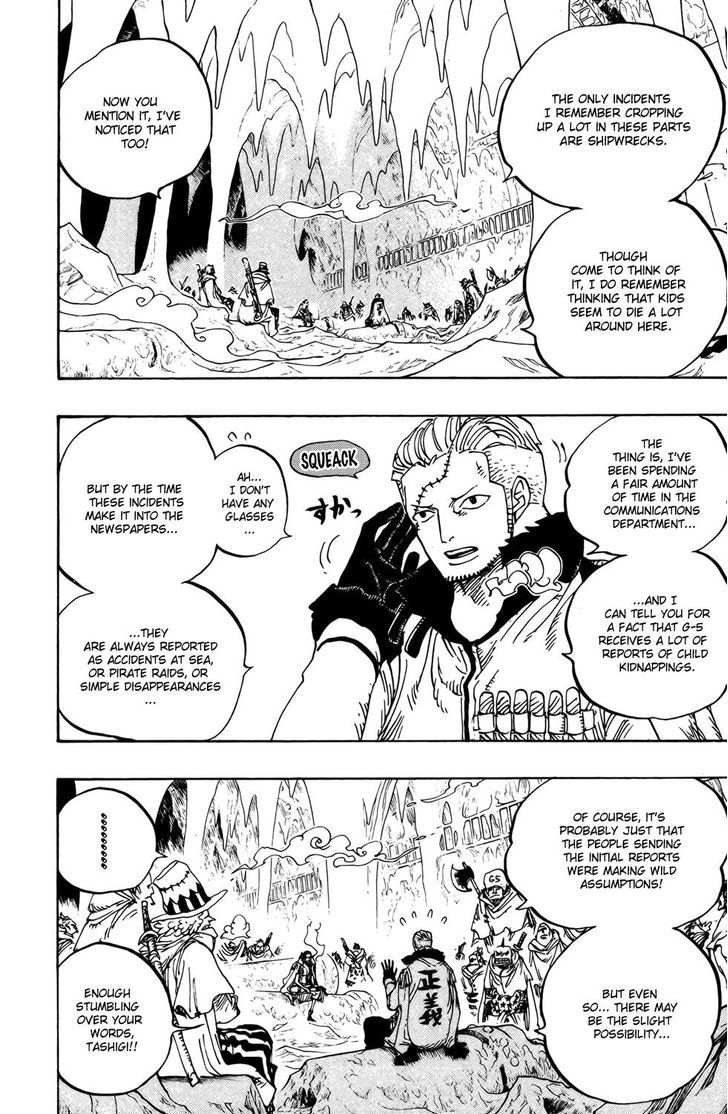 THE ONLY INCIDENTS
I REMEMBER CROPPING
UP A LOT IN THESE PARTS
ARE SHIPWRECKS.
THOUGH
COME TO THINK OF
IT, I DO REMEMBER
THINKING THAT KIDS
SEEM TO DIE A LOT
AROUND HERE.
NOW YOU
MENTION IT, I'VE
NOTICED THAT
TOO!
THE
THING IS, I'VE
BEEN SPENDING
A FAIR AMOUNT
OF TIME IN THE
COMMUNICATIONS
DEPARTMENT...
...AND I
CAN TELL YOU FOR
A FACT THAT G-5
RECEIVES A LOT
OF REPORTS OF CHILD
KIDNAPPINGS.
SQUEACK
すかっ
AH...
I DON'T
HAVE ANY
GLASSES
...
BUT BY THE TIME
THESE INCIDENTS
MAKE IT INTO THE
NEWSPAPERS...
...THEY
ARE ALWAYS REPORTED
AS ACCIDENTS AT SEA,
OR PIRATE RAIDS, OR
SIMPLE DISAPPEARANCES
...
OF COURSE, IT'S
PROBABLY JUST THAT
THE PEOPLE SENDING
THE INITIAL REPORTS
WERE MAKING WILD
ASSUMPTIONS!
BUT EVEN
SO... THERE MAY
BE THE SLIGHT
POSSIBILITY...
G5
正義
.........
ENOUGH
STUMBLING
OVER YOUR
WORDS,
TASHIGI!!